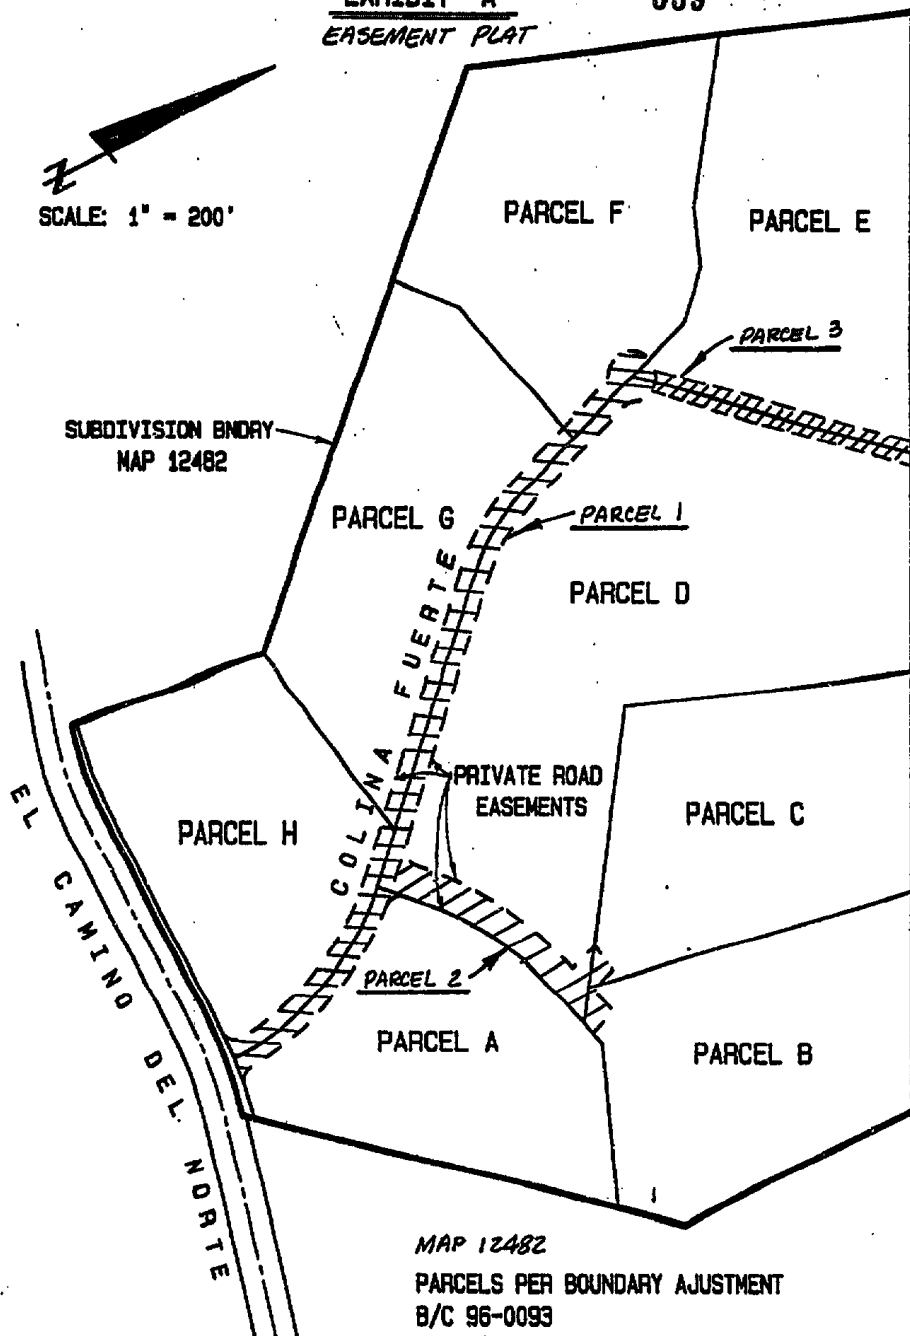 EXHIBIT "A"
EASEMENT PLAT
N
SCALE: 1" = 200'
PARCEL F
PARCEL E
PARCEL 3
SUBDIVISION BNDRY
MAP 12482
PARCEL G
PARCEL 1
PARCEL D
COLINA FUERTE
PRIVATE ROAD
EASEMENTS
PARCEL C
PARCEL H
EL CAMINO DEL NORTE
PARCEL 2
PARCEL A
PARCEL B
MAP 12482
PARCELS PER BOUNDARY AJUSTMENT
B/C 96-0093